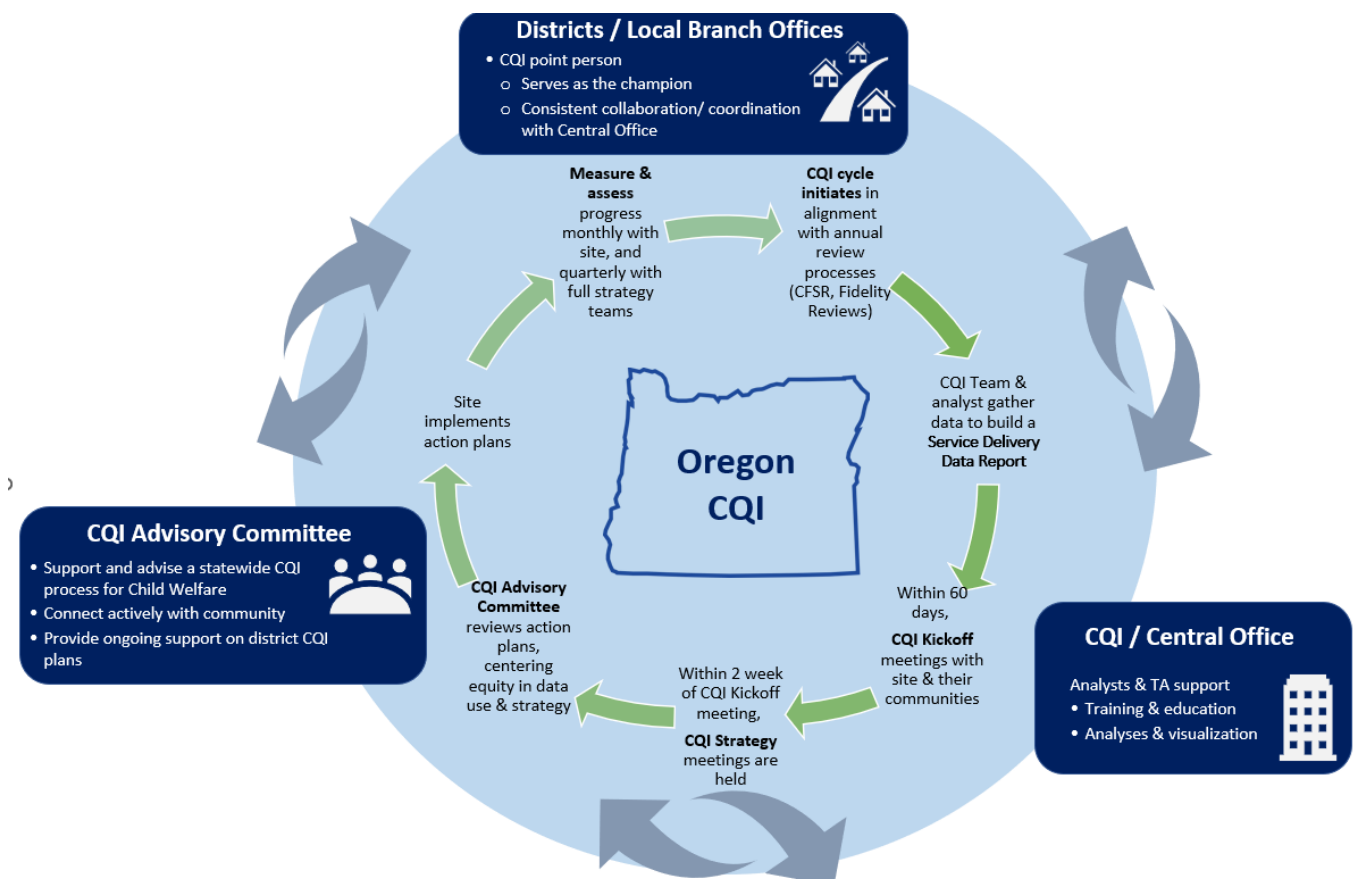 Districts / Local Branch Offices
• CQI point person
o Serves as the champion
o Consistent collaboration/ coordination
with Central Office
Measure &
assess
progress
monthly with
site, and
quarterly with
full strategy
teams
CQI cycle
initiates in
alignment
with annual
review
processes
(CFSR, Fidelity
Reviews)
CQI Team &
analyst gather
data to build a
Service Delivery
Data Report
Within 60
days,
CQI Kickoff
meetings with
site & their
communities
Within 2 week
of CQI Kickoff
meeting,
CQI Strategy
meetings are
held
CQI Advisory
Committee
reviews action
plans,
centering
equity in data
use & strategy
Site
implements
action plans
Oregon
CQI
CQI Advisory Committee
• Support and advise a statewide CQI
process for Child Welfare
• Connect actively with community
• Provide ongoing support on district CQI
plans
CQI / Central Office
Analysts & TA support
• Training & education
• Analyses & visualization